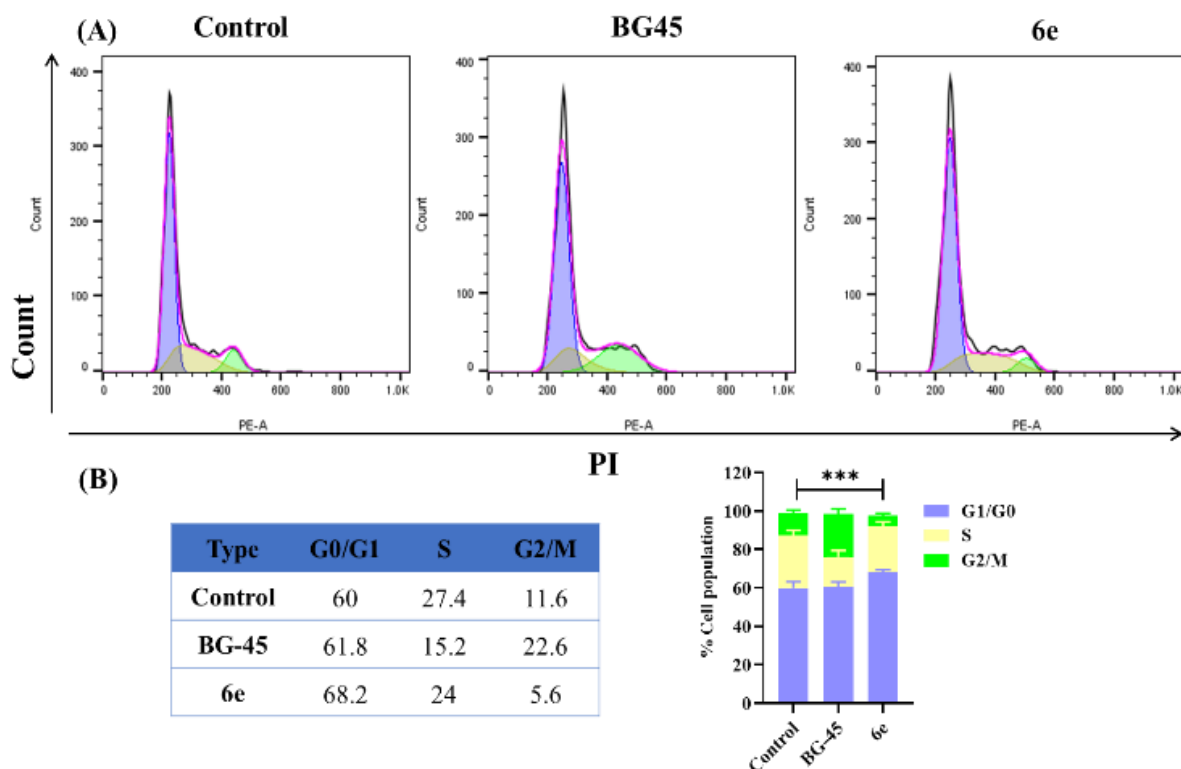 (A)
Control
BG45
6e
Count
400
300
200
100
0
0 200 400 600 800 1.0K
PE-A
Count
400
300
200
100
0
0 200 400 600 800 1.0K
PE-A
Count
400
300
200
100
0
0 200 400 600 800 1.0K
PE-A
Count
PI
(B)
Type G0/G1 S G2/M
Control 60 27.4 11.6
BG-45 61.8 15.2 22.6
6e 68.2 24 5.6
% Cell population
120
100
80
60
40
20
0
***
Control BG-45 6e
G1/G0
S
G2/M